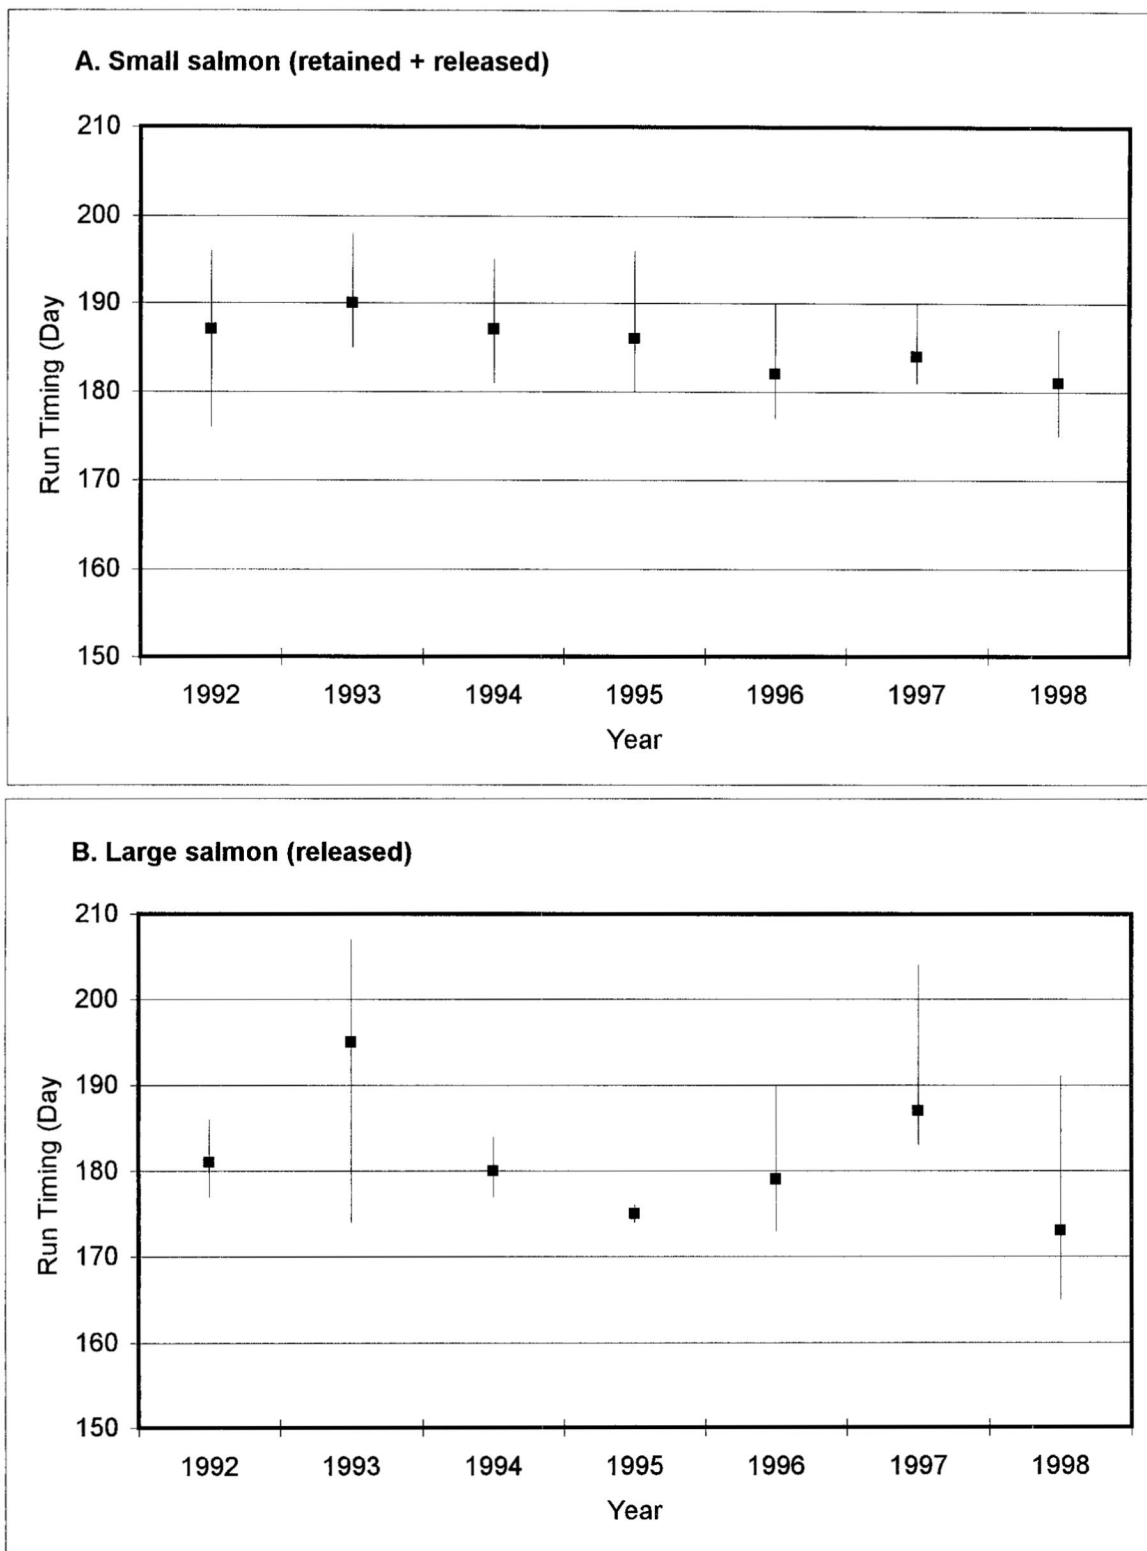 A. Small salmon (retained + released)
210
200
190
180
170
160
150
Run Timing (Day
1992 1993 1994 1995 1996 1997 1998
Year
B. Large salmon (released)
210
200
190
180
170
160
150
Run Timing (Day
1992 1993 1994 1995 1996 1997 1998
Year